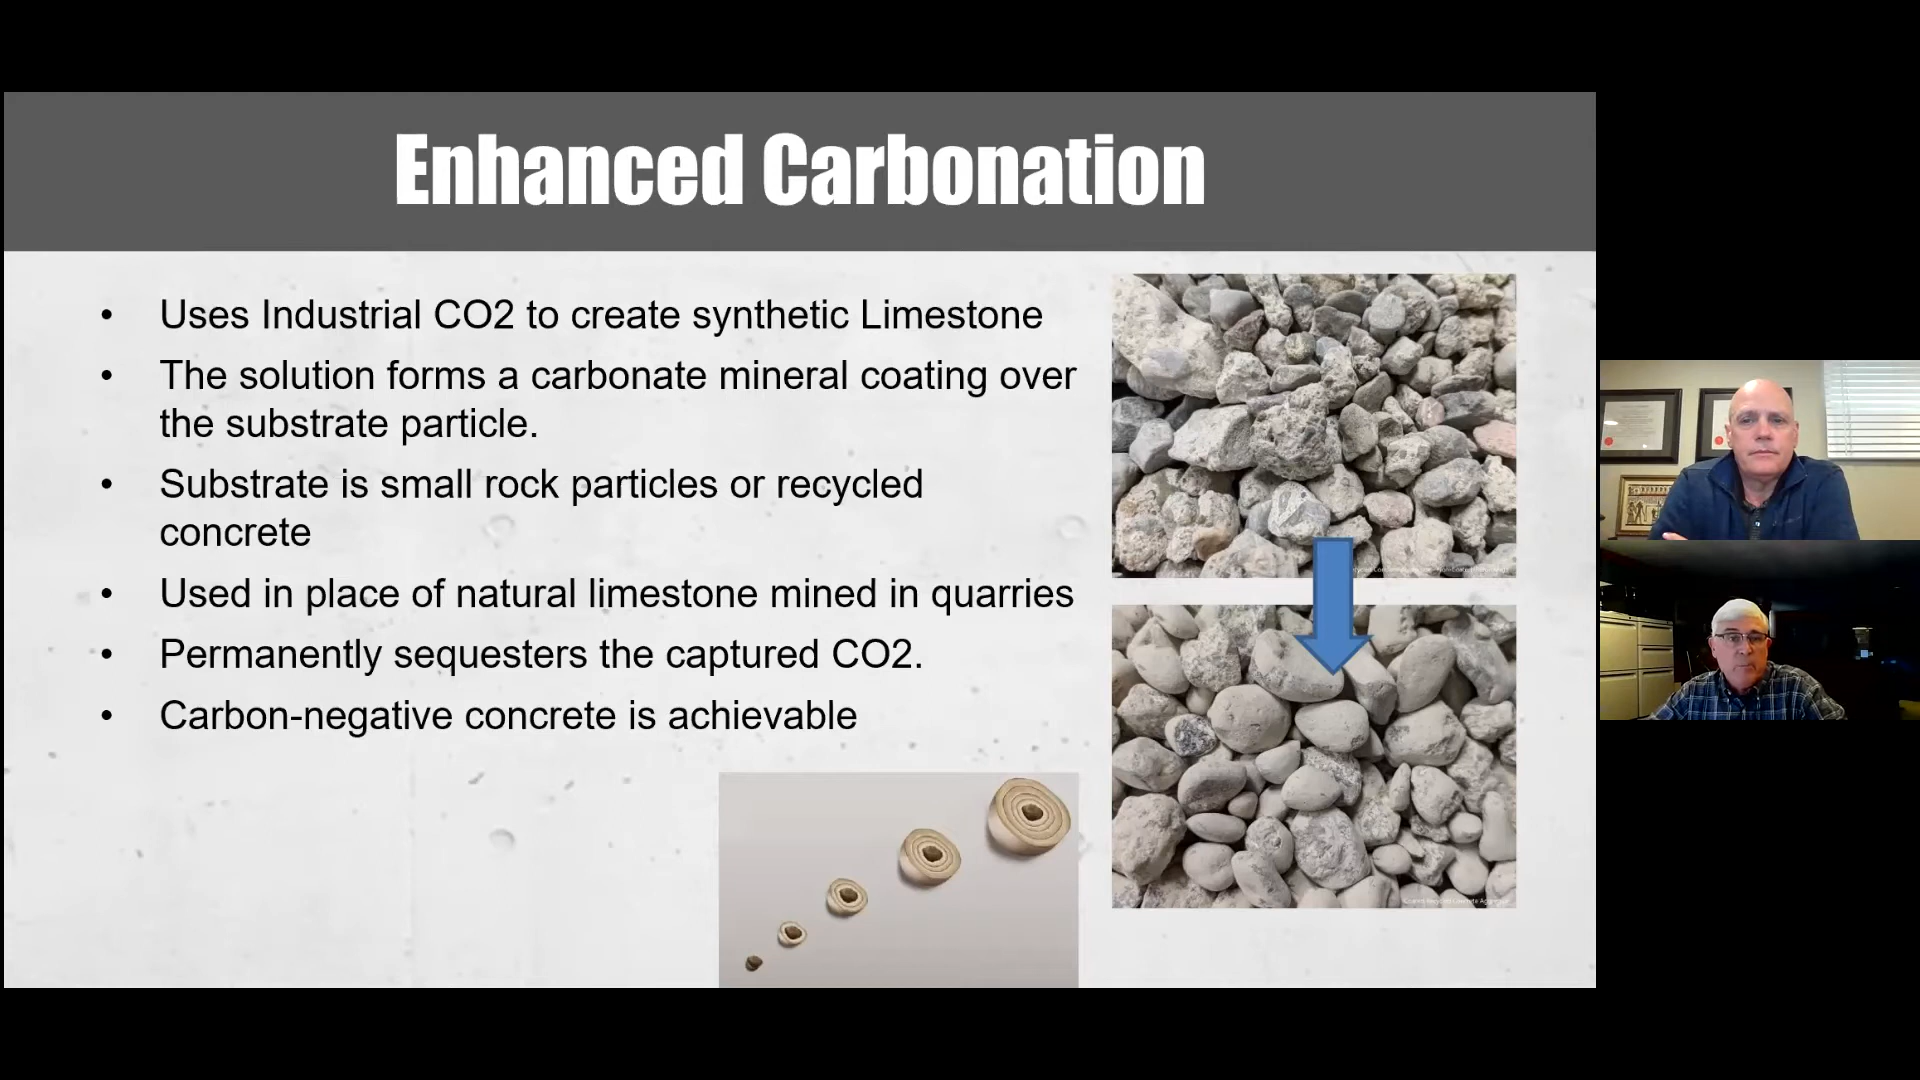 Enhanced Carbonation
• Uses Industrial CO2 to create synthetic Limestone
• The solution forms a carbonate mineral coating over
the substrate particle.
• Substrate is small rock particles or recycled
concrete
• Used in place of natural limestone mined in quarries
• Permanently sequesters the captured CO2.
• Carbon-negative concrete is achievable